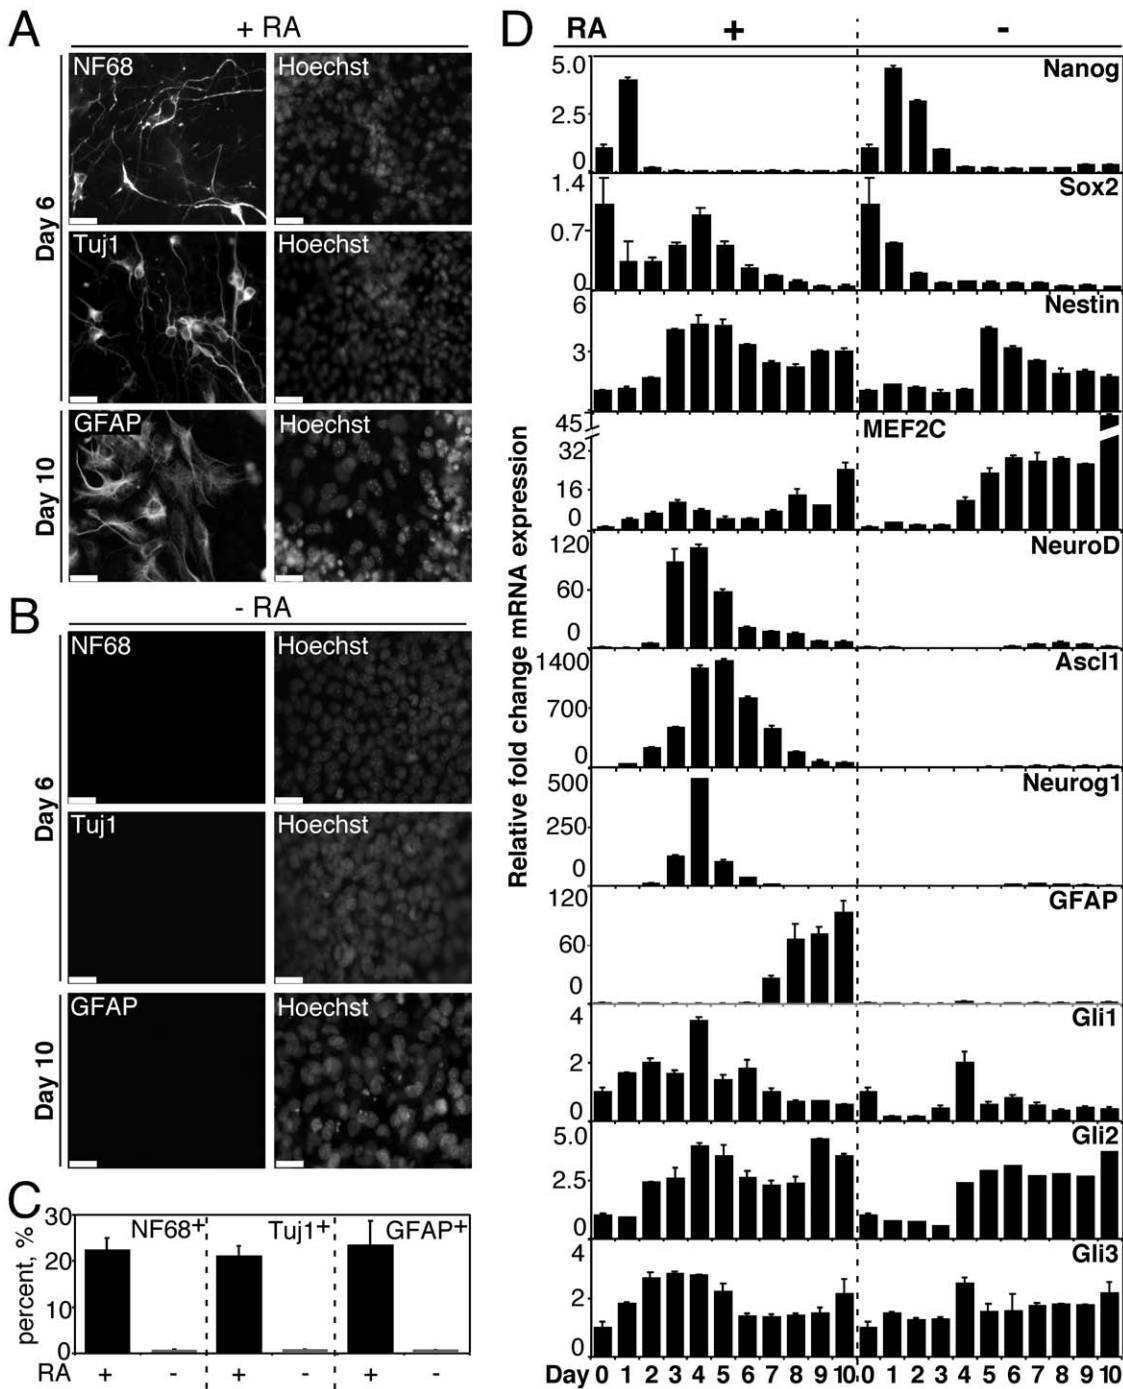 A
+ RA
NF68
Hoechst
Day 6
Tuj1
Hoechst
GFAP
Hoechst
Day 10
B
- RA
NF68
Hoechst
Day 6
Tuj1
Hoechst
GFAP
Hoechst
Day 10
C
percent, %
30
20
10
0
NF68+
Tuj1+
GFAP+
RA + - + - + -
D
RA + -
Relative fold change mRNA expression
5.0
2.5
0
Nanog
1.4
0.7
0
Sox2
6
3
Nestin
45
32
16
0
MEF2C
120
60
0
NeuroD
1400
700
0
Ascl1
500
250
0
Neurog1
120
60
0
GFAP
4
2
0
Gli1
5.0
2.5
0
Gli2
4
2
0
Gli3
Day 0 1 2 3 4 5 6 7 8 9 10 0 1 2 3 4 5 6 7 8 9 10